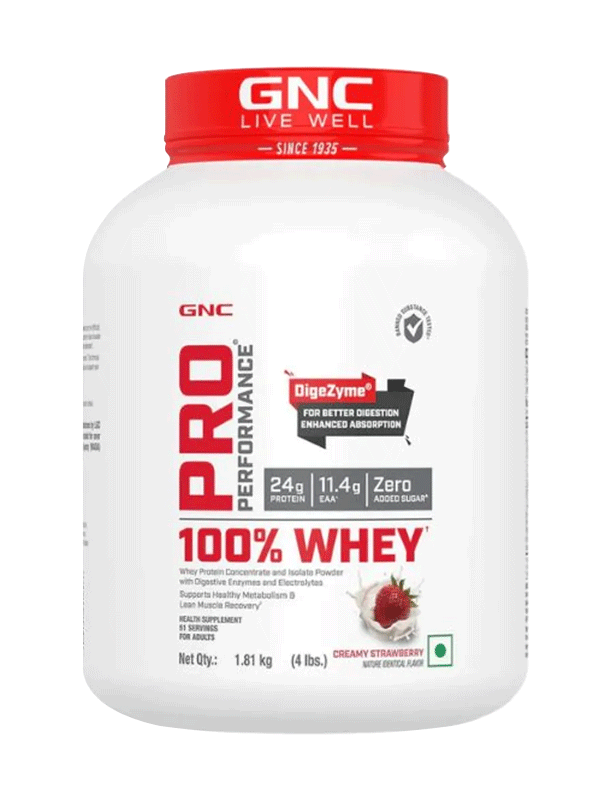 GNC
LIVE WELL
SINCE 1935
GNC
BANNED SUBSTANCE TESTED
PRO
PERFORMANCE®
DigeZyme®
FOR BETTER DIGESTION
ENHANCED ABSORPTION
24g PROTEIN
11.4g EAA^
Zero ADDED SUGAR*
100% WHEY†
Whey Protein Concentrate and Isolate Powder
with Digestive Enzymes and Electrolytes
Supports Healthy Metabolism &
Lean Muscle Recovery
HEALTH SUPPLEMENT
51 SERVINGS
FOR ADULTS
CREAMY STRAWBERRY
NATURE IDENTICAL FLAVOR
Net Qty.: 1.81 kg (4 lbs.)